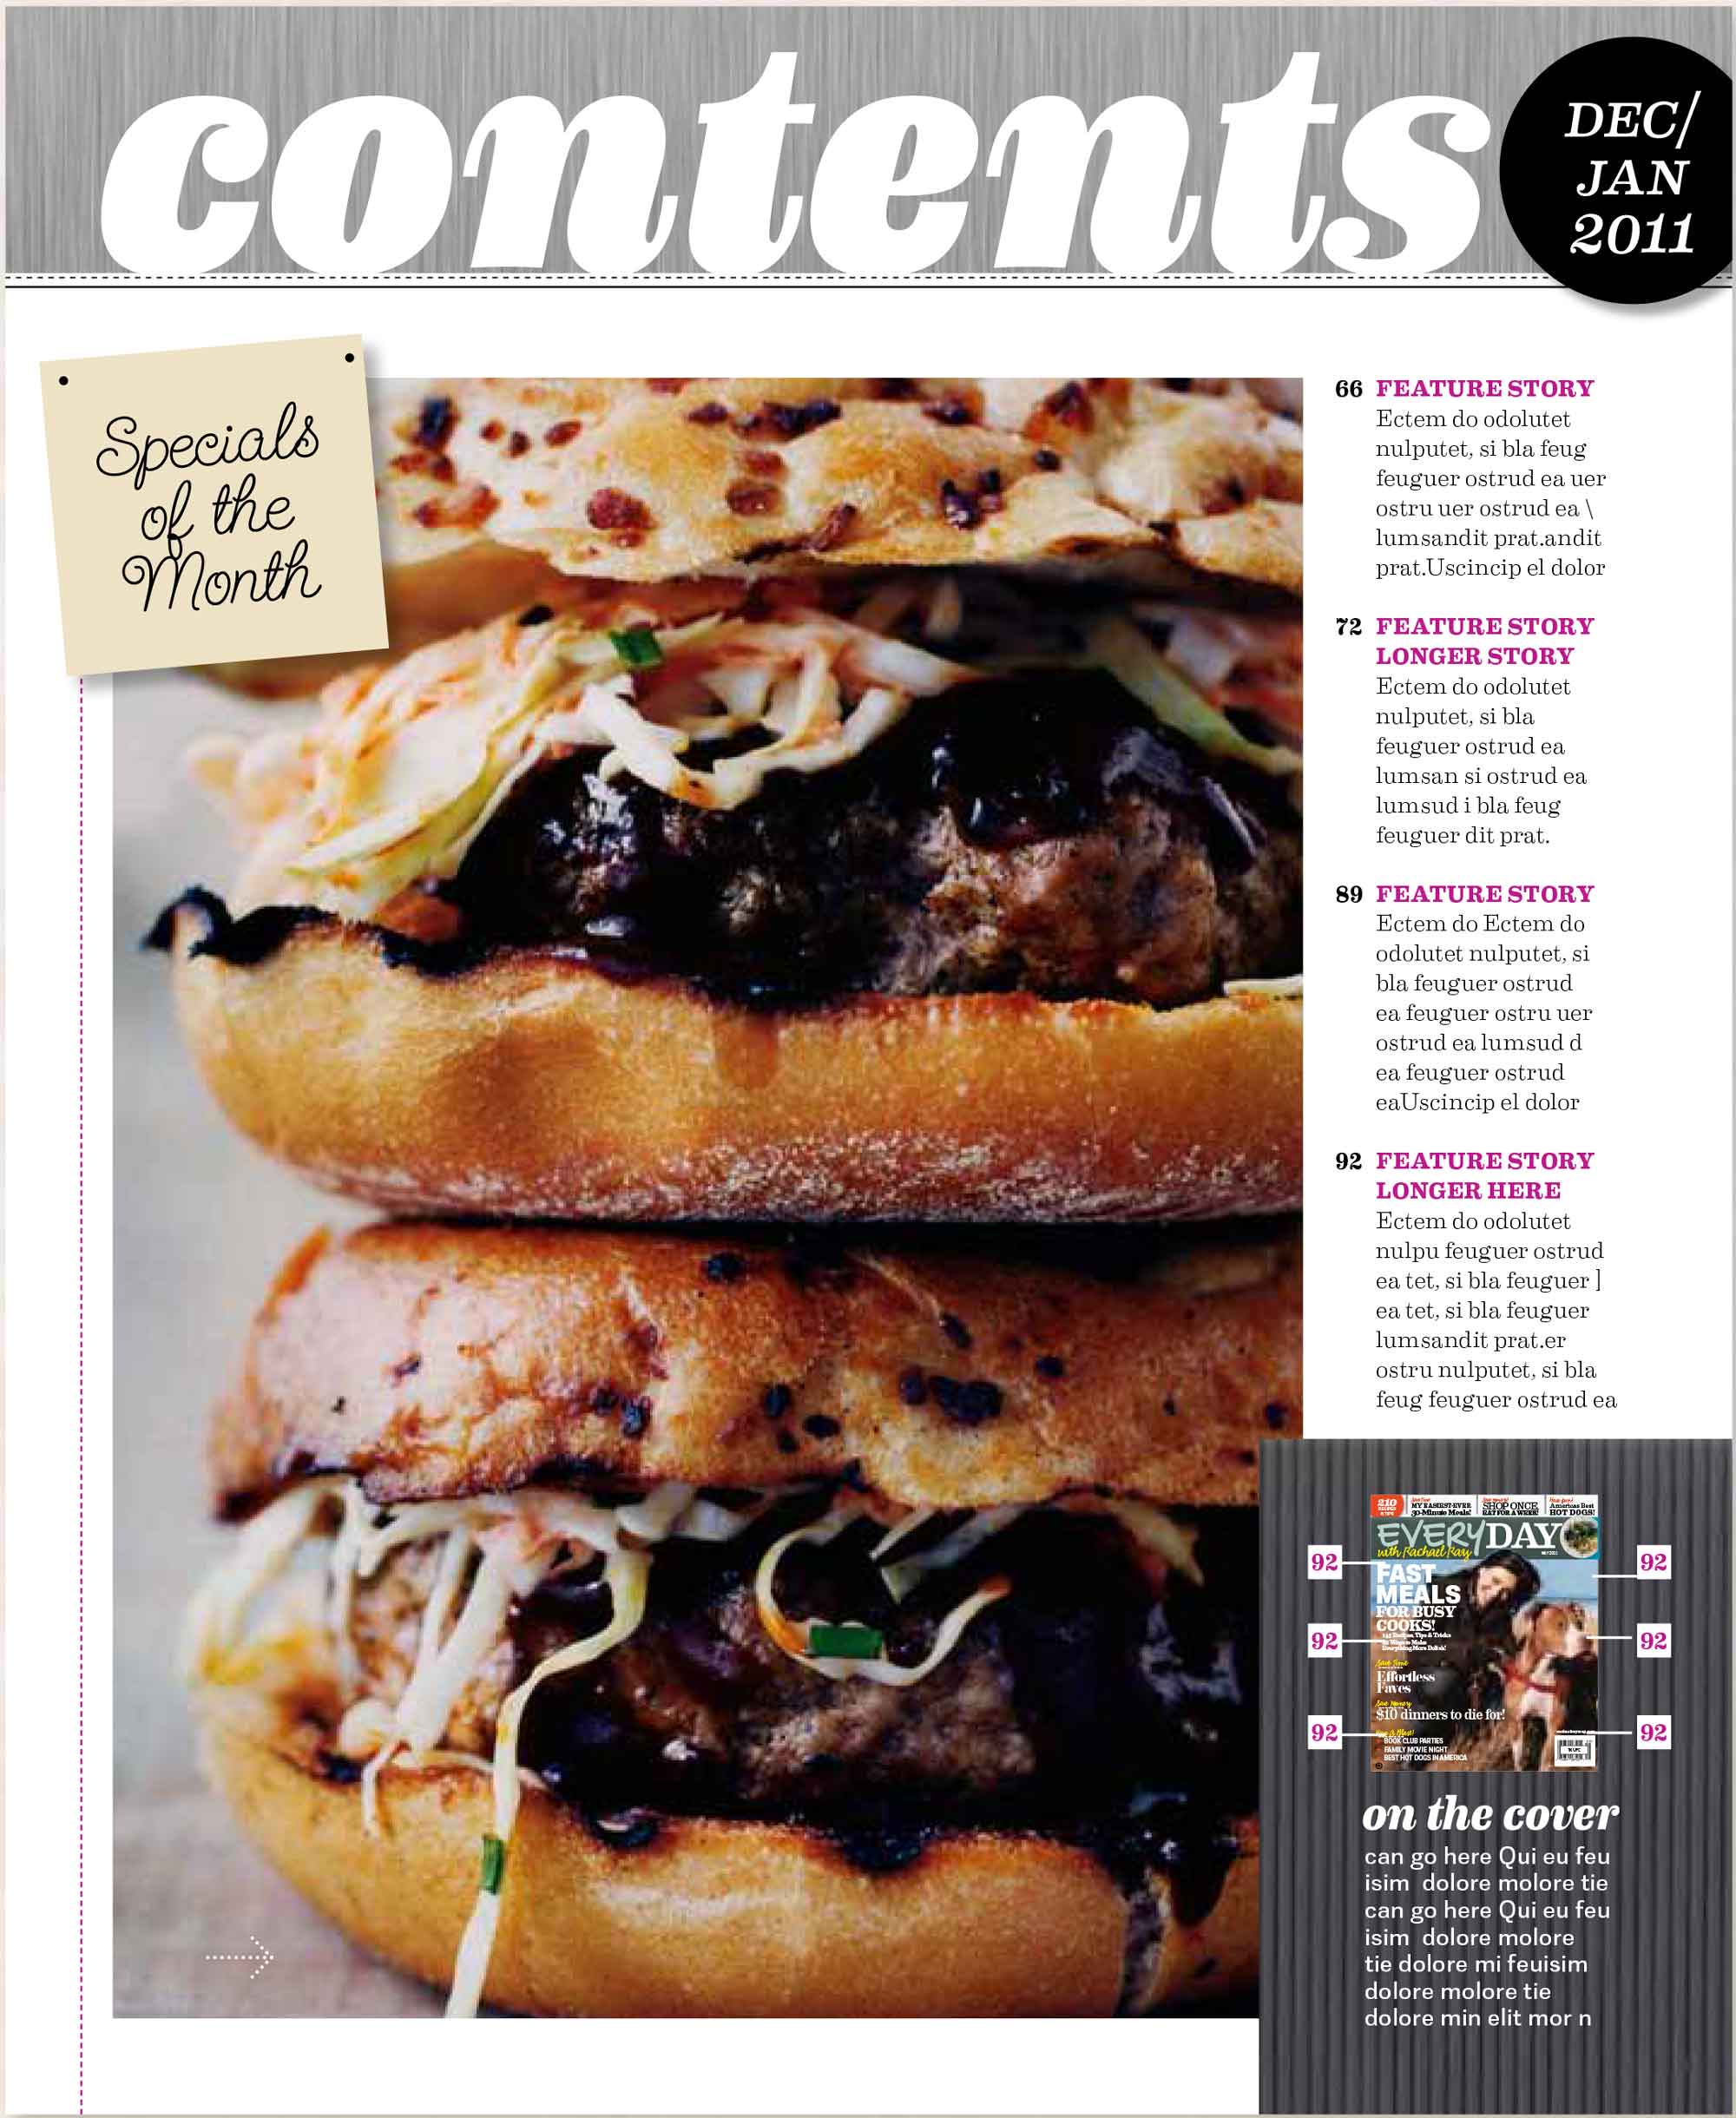 contents
DEC/
JAN
2011
Specials
of the
Month
66 FEATURE STORY
Ectem do odolutet
nulputet, si bla feug
feuguer ostrud ea uer
ostru uer ostrud ea \
lumsandit prat.andit
prat.Uscincip el dolor
72 FEATURE STORY
LONGER STORY
Ectem do odolutet
nulputet, si bla
feuguer ostrud ea
lumsan si ostrud ea
lumsud i bla feug
feuguer dit prat.
89 FEATURE STORY
Ectem do Ectem do
odolutet nulputet, si
bla feuguer ostrud
ea feuguer ostru uer
ostrud ea lumsud d
ea feuguer ostrud
eaUscincip el dolor
92 FEATURE STORY
LONGER HERE
Ectem do odolutet
nulpu feuguer ostrud
ea tet, si bla feuguer ]
ea tet, si bla feuguer
lumsandit prat.er
ostru nulputet, si bla
feug feuguer ostrud ea
210
MY EASIEST-EVER
30-Minute Meals!
SHOP ONCE
EAT FOR A WEEK!
America's Best
HOT DOGS!
EVERY DAY
with Rachael Ray
92
92
FAST
MEALS
FOR BUSY
COOKS!
92
92
Effortless
Faves
Save Money
$10 dinners to die for!
92
92
BOOK CLUB PARTIES
FAMILY MOVIE NIGHT
BEST HOT DOGS IN AMERICA
on the cover
can go here Qui eu feu
isim dolore molore tie
can go here Qui eu feu
isim dolore molore
tie dolore mi feuisim
dolore molore tie
dolore min elit mor n